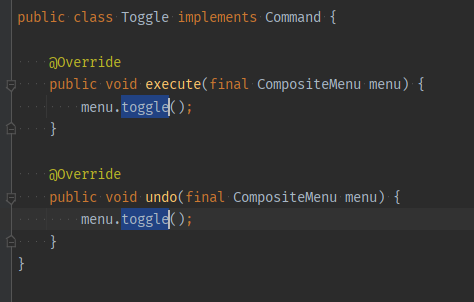 public class Toggle implements Command {
@Override
public void execute(final CompositeMenu menu) {
menu.toggle();
}
@Override
public void undo(final CompositeMenu menu) {
menu.toggle();
}
}